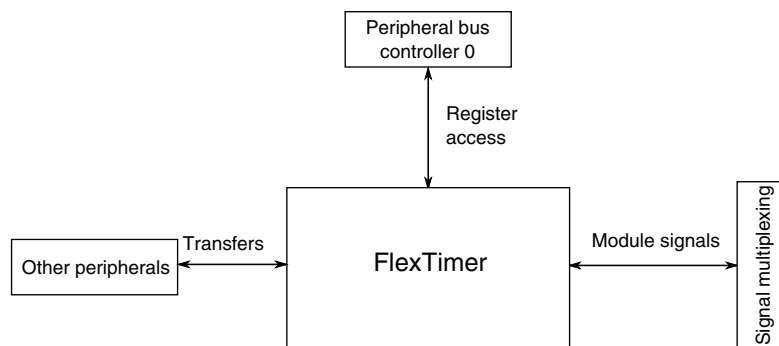 Peripheral bus
controller 0
Register
access
Transfers
Other peripherals
FlexTimer
Module signals
Signal multiplexing